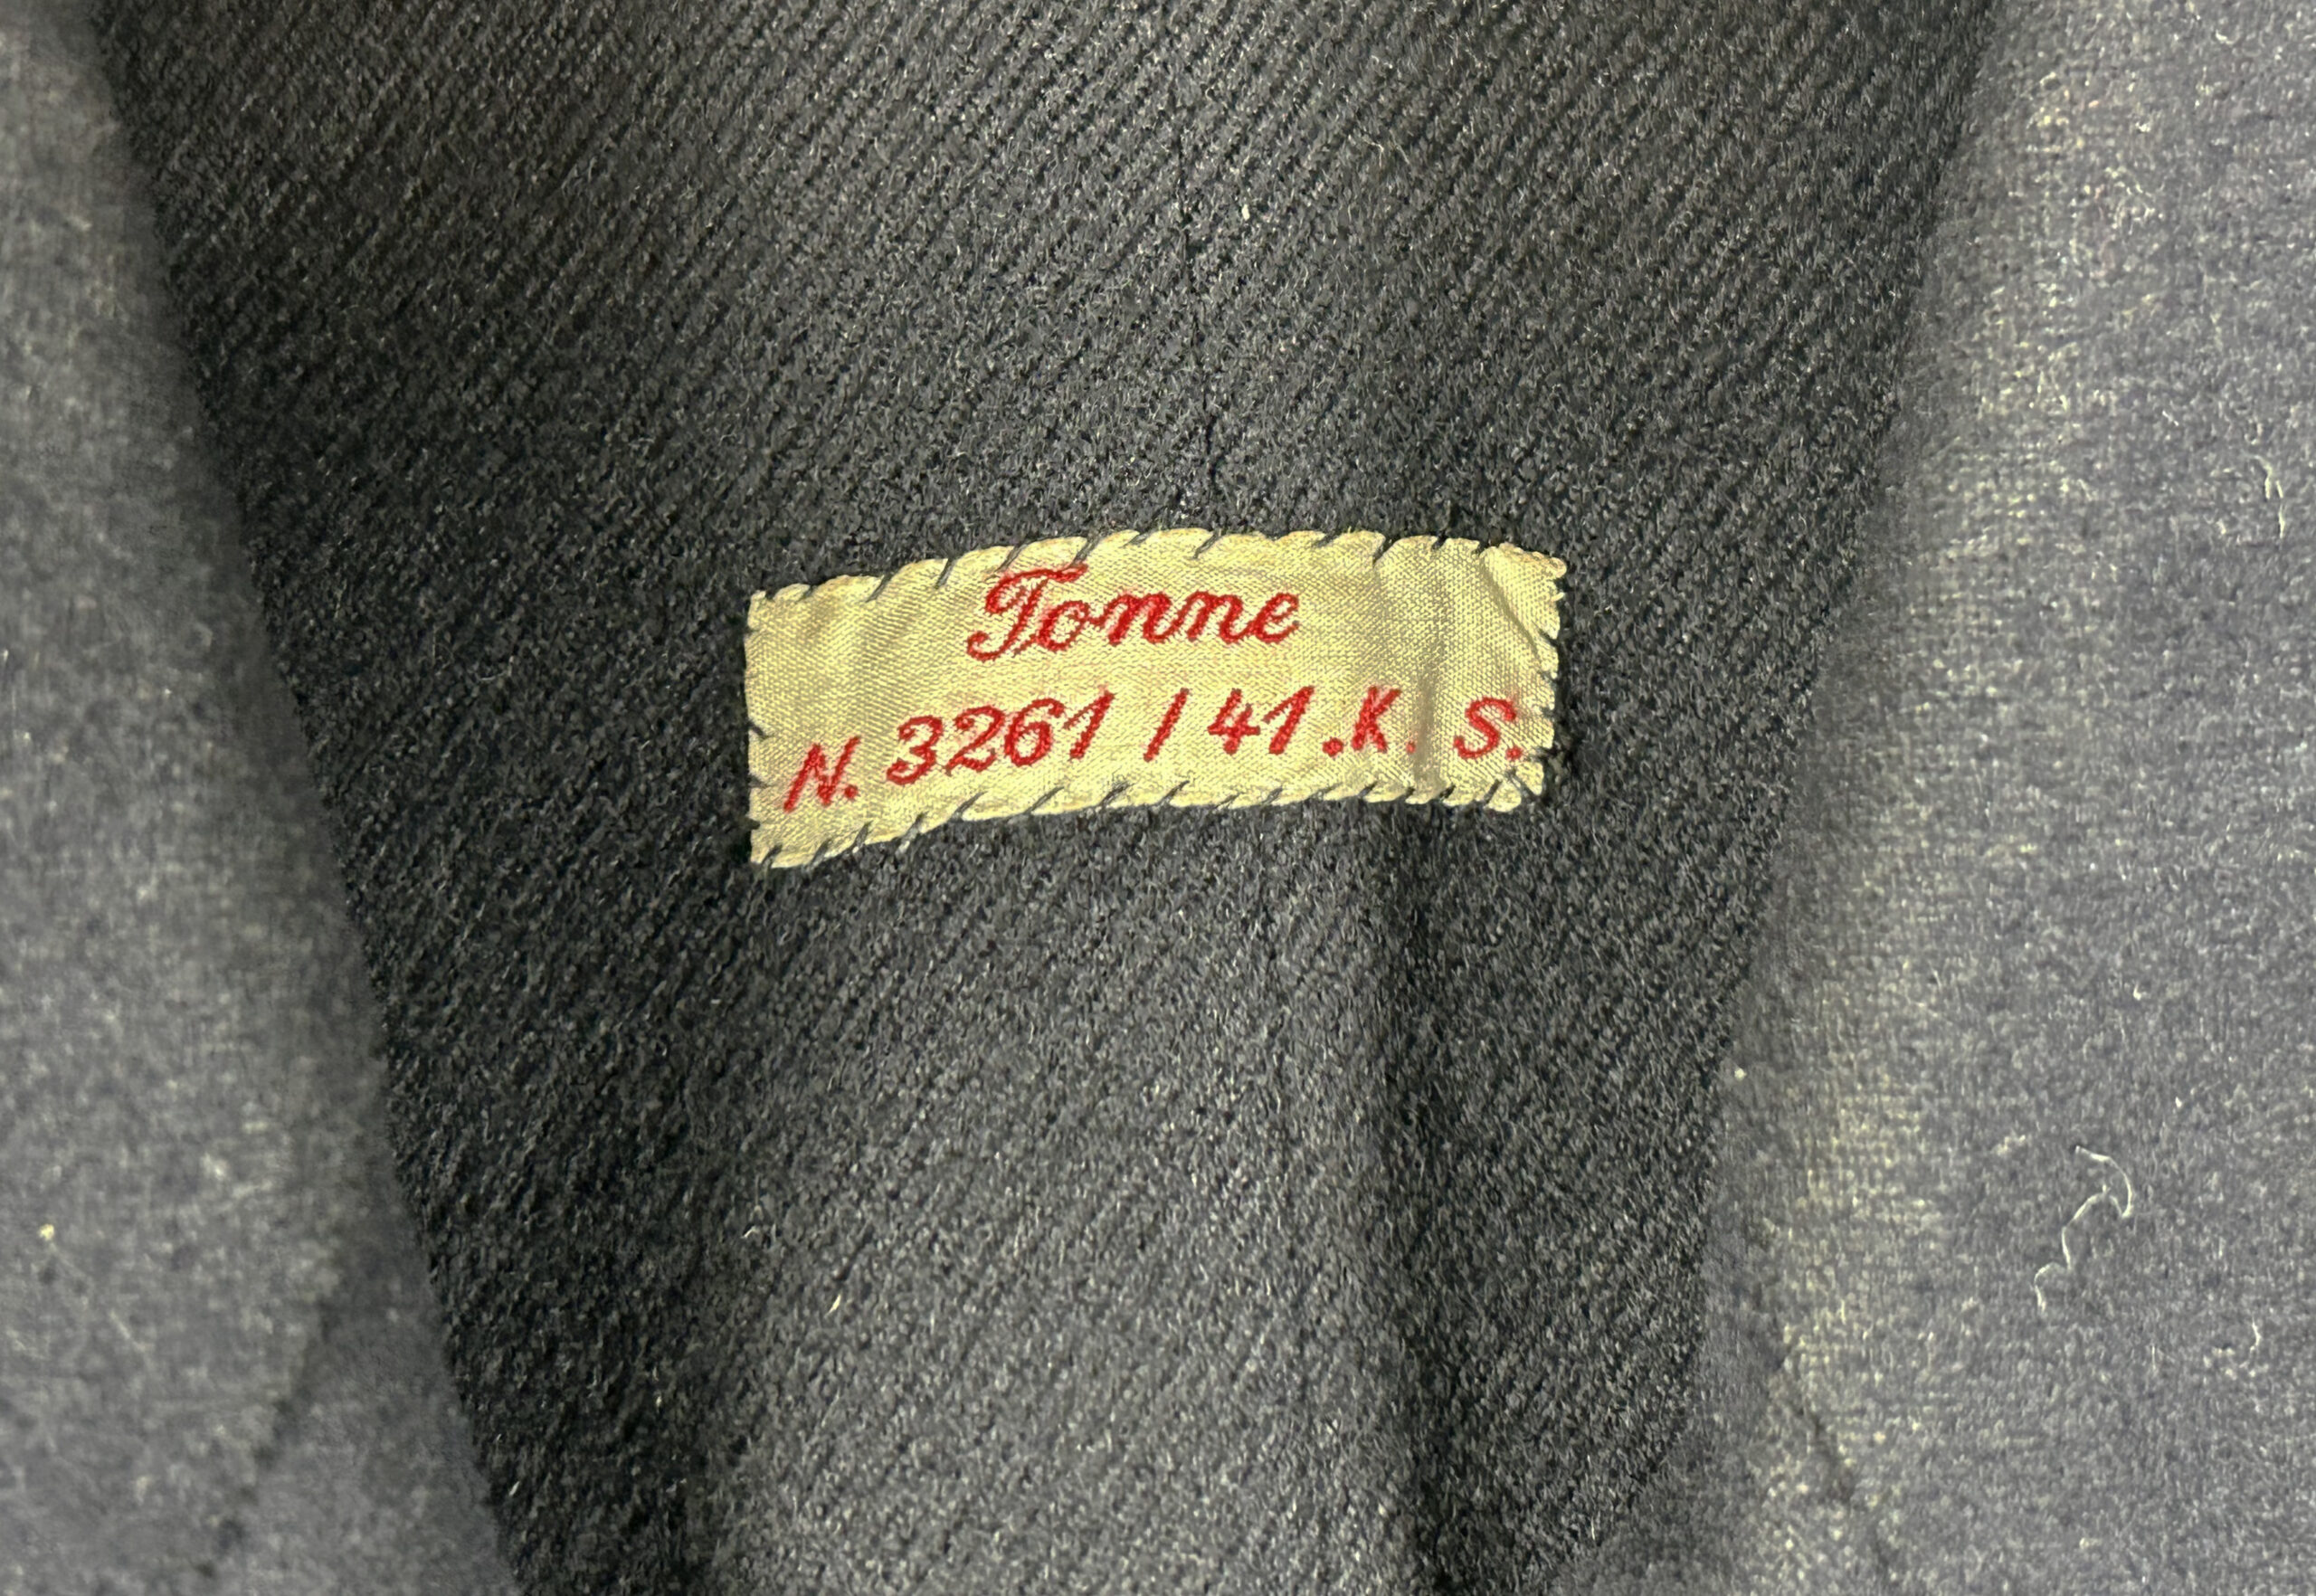 Tonne
N. 3261 / 41 .K. S.